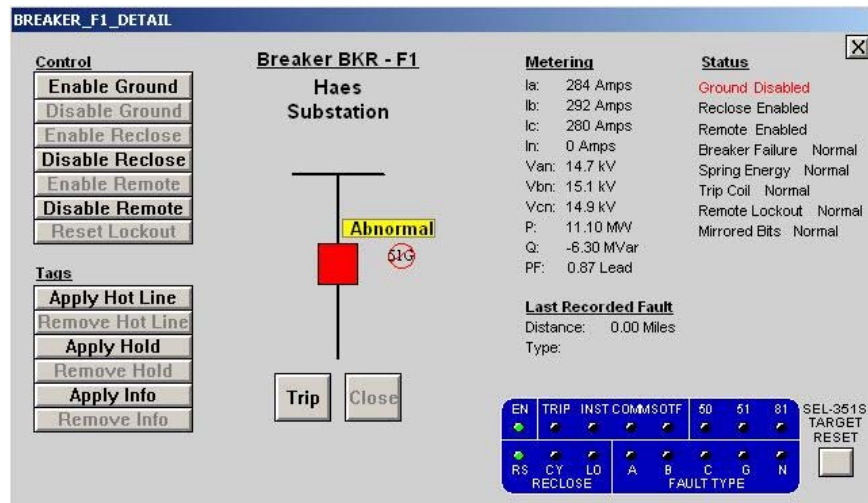 BREAKER_F1_DETAIL
X
Control
Enable Ground
Disable Ground
Enable Reclose
Disable Reclose
Enable Remote
Disable Remote
Reset Lockout
Tags
Apply Hot Line
Remove Hot Line
Apply Hold
Remove Hold
Apply Info
Remove Info
Breaker BKR - F1
Haes
Substation
Abnormal
51G
Trip
Close
Metering
Ia: 284 Amps
Ib: 292 Amps
Ic: 280 Amps
In: 0 Amps
Van: 14.7 kV
Vbn: 15.1 kV
Vcn: 14.9 kV
P: 11.10 MW
Q: -6.30 MVar
PF: 0.87 Lead
Last Recorded Fault
Distance: 0.00 Miles
Type:
Status
Ground Disabled
Reclose Enabled
Remote Enabled
Breaker Failure Normal
Spring Energy Normal
Trip Coil Normal
Remote Lockout Normal
Mirrored Bits Normal
EN TRIP INST COMM SOTF 50 51 81
RS CY LO A B C G N
RECLOSE FAULT TYPE
SEL-351S
TARGET
RESET